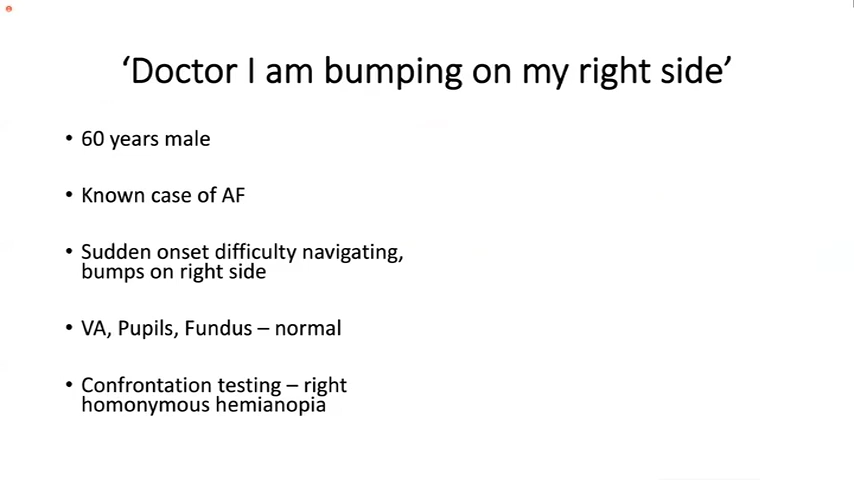 ‘Doctor I am bumping on my right side’
• 60 years male
• Known case of AF
• Sudden onset difficulty navigating,
bumps on right side
• VA, Pupils, Fundus – normal
• Confrontation testing – right
homonymous hemianopia